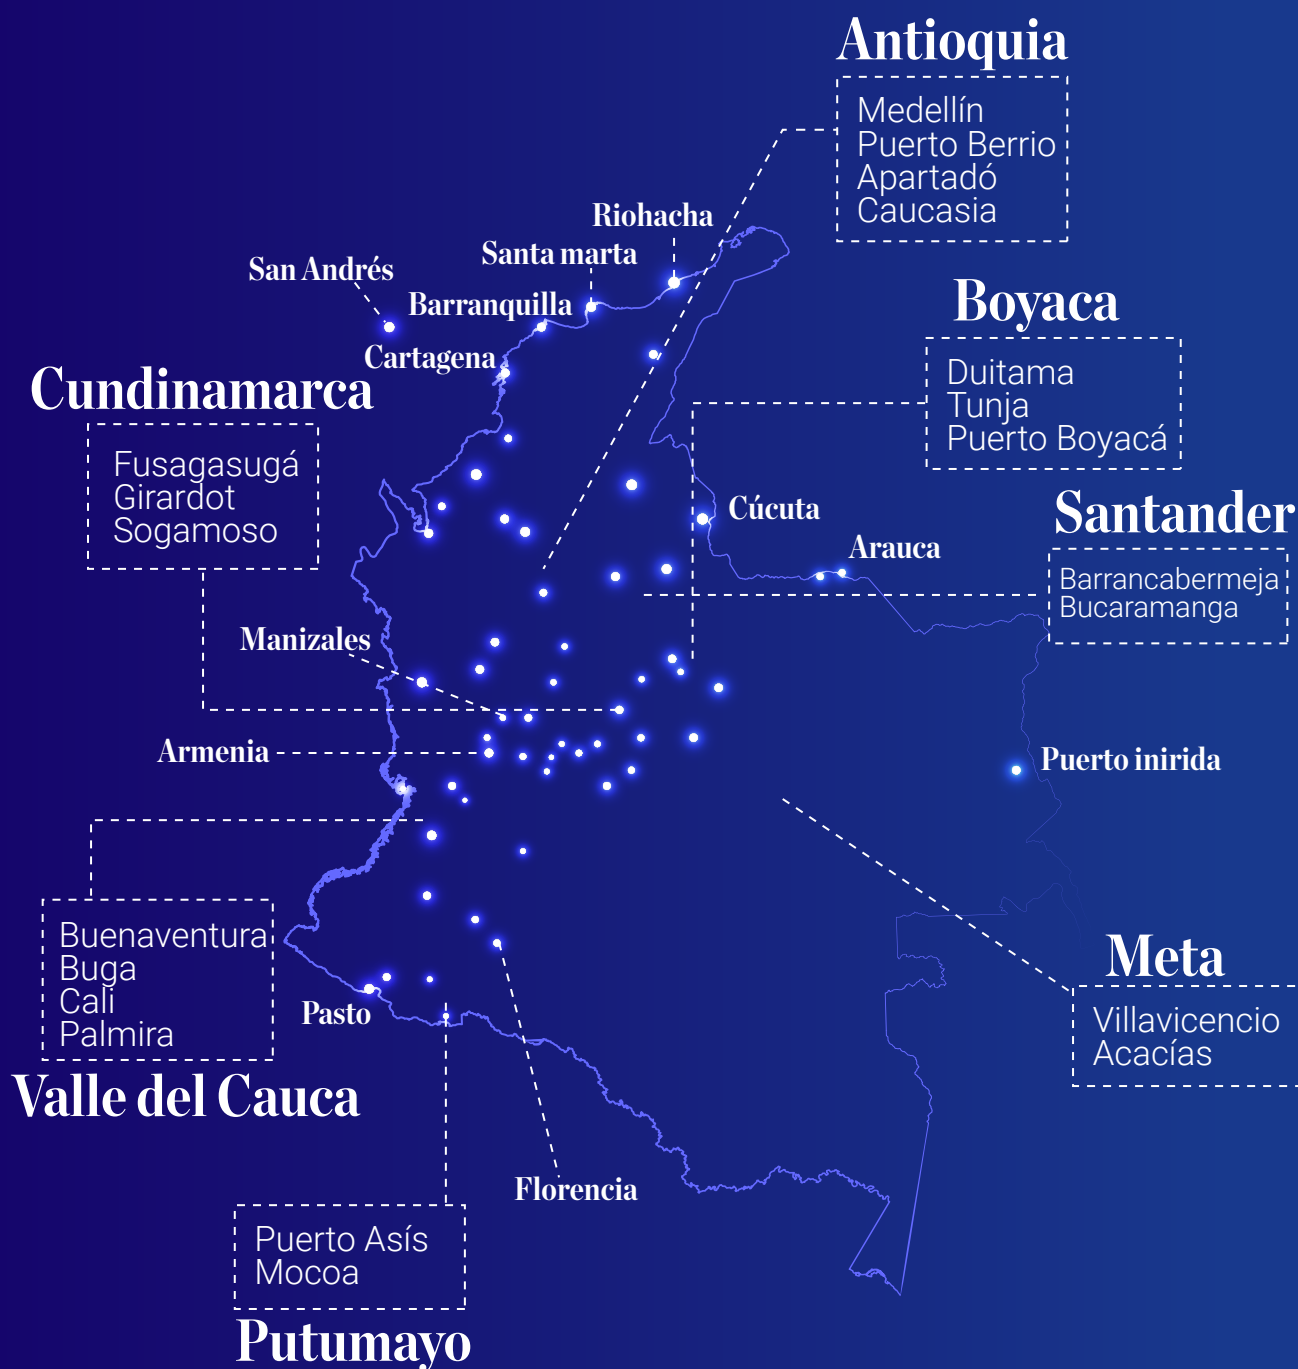 Antioquia
Medellín
Puerto Berrio
Apartadó
Caucasia
Riohacha
Santa marta
San Andrés
Barranquilla
Cartagena
Boyaca
Duitama
Tunja
Puerto Boyacá
Cundinamarca
Fusagasugá
Girardot
Sogamoso
Cúcuta
Arauca
Santander
Barrancabermeja
Bucaramanga
Manizales
Armenia
Puerto inirida
Buenaventura
Buga
Cali
Palmira
Valle del Cauca
Pasto
Meta
Villavicencio
Acacías
Florencia
Puerto Asís
Mocoa
Putumayo